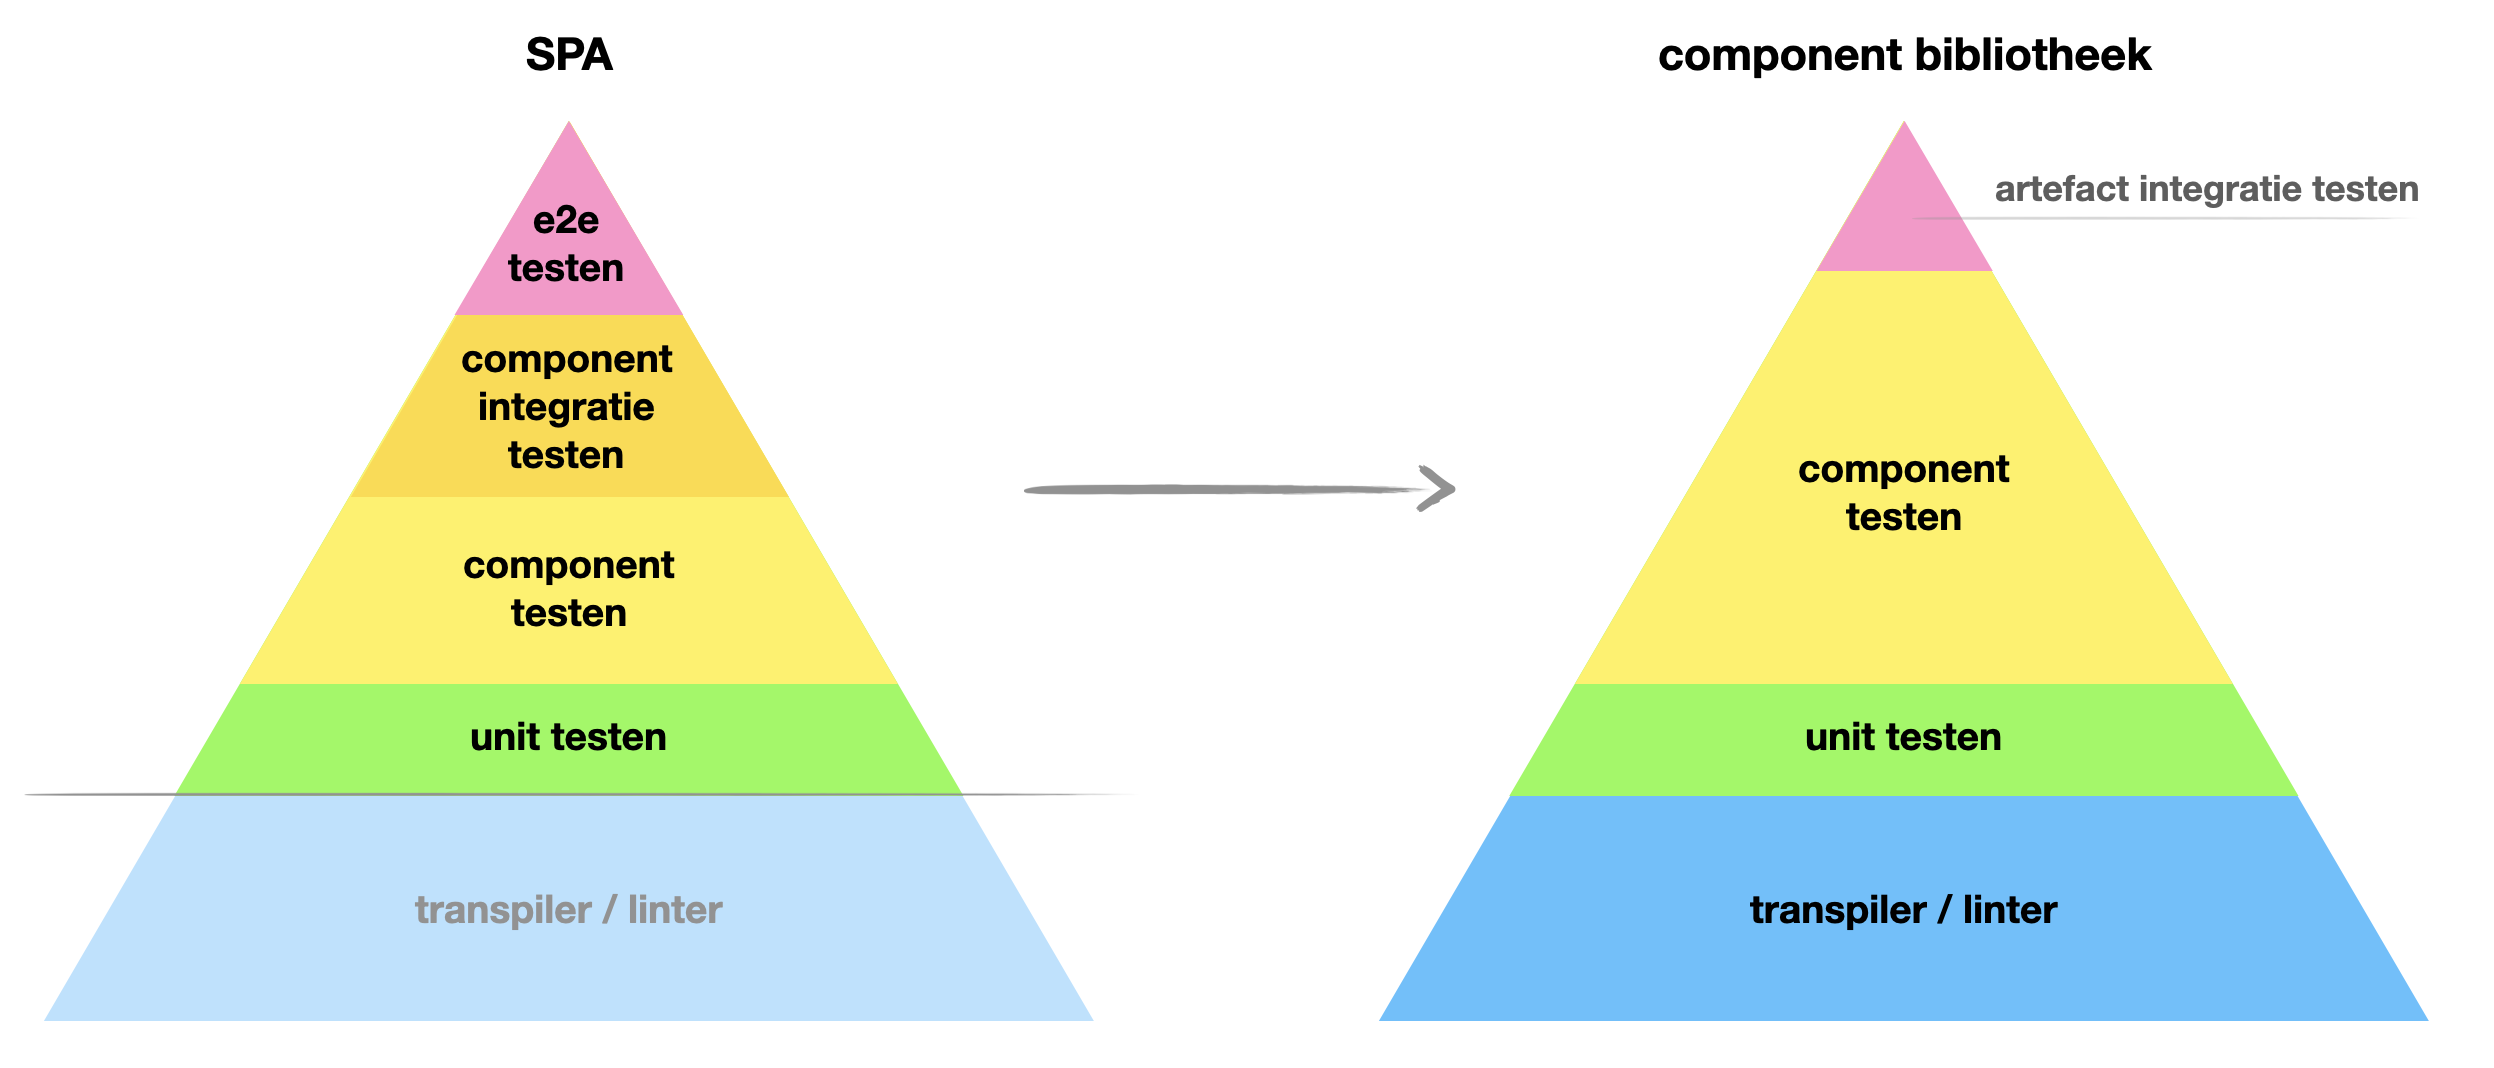 SPA
e2e
testen
component
integratie
testen
component
testen
unit testen
transpiler / linter
component bibliotheek
artefact integratie testen
component
testen
unit testen
transpiler / linter